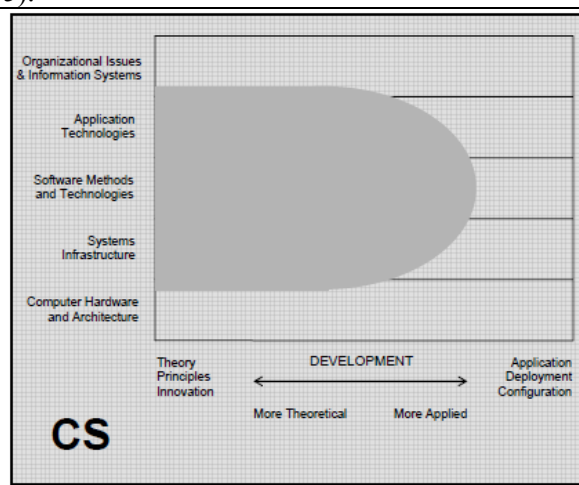 5).
Organizational Issues
& Information Systems
Application
Technologies
Software Methods
and Technologies
Systems
Infrastructure
Computer Hardware
and Architecture
Theory
Principles
Innovation
DEVELOPMENT
More Theoretical
More Applied
Application
Deployment
Configuration
CS